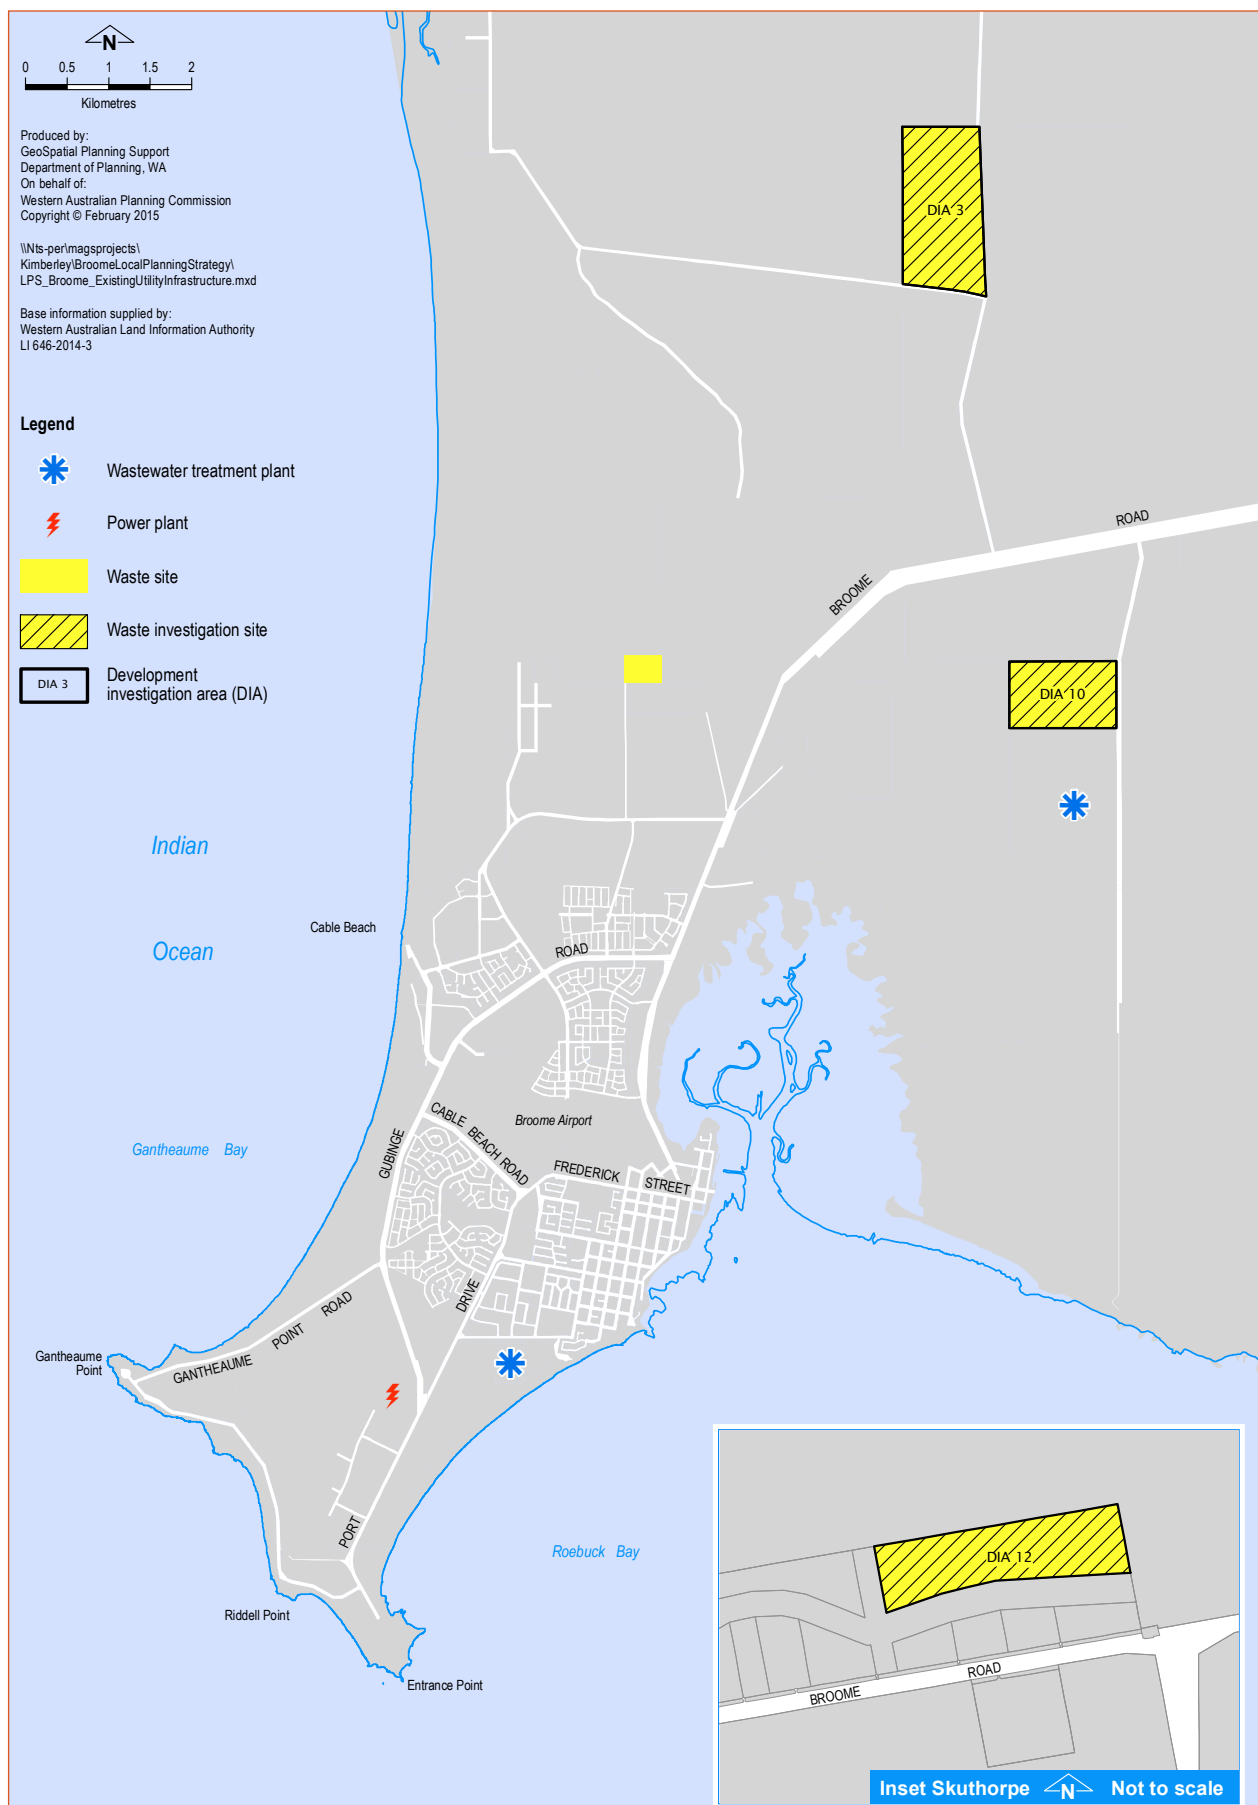 N
0 0.5 1 1.5 2
Kilometres
Produced by:
GeoSpatial Planning Support
Department of Planning, WA
On behalf of:
Western Australian Planning Commission
Copyright © February 2015
\\Nts-per\magsprojects\
Kimberley\BroomeLocalPlanningStrategy\
LPS_Broome_ExistingUtilityInfrastructure.mxd
Base information supplied by:
Western Australian Land Information Authority
LI 646-2014-3
Legend
Wastewater treatment plant
Power plant
Waste site
Waste investigation site
DIA 3
Development
investigation area (DIA)
DIA 3
ROAD
BROOME
DIA 10
Indian
Ocean
Cable Beach
ROAD
Broome Airport
Gantheaume Bay
GUBINGE
CABLE BEACH ROAD
FREDERICK STREET
DRIVE
GANTHEAUME POINT ROAD
Gantheaume
Point
PORT
Roebuck Bay
Riddell Point
Entrance Point
DIA 12
BROOME ROAD
Inset Skuthorpe N Not to scale